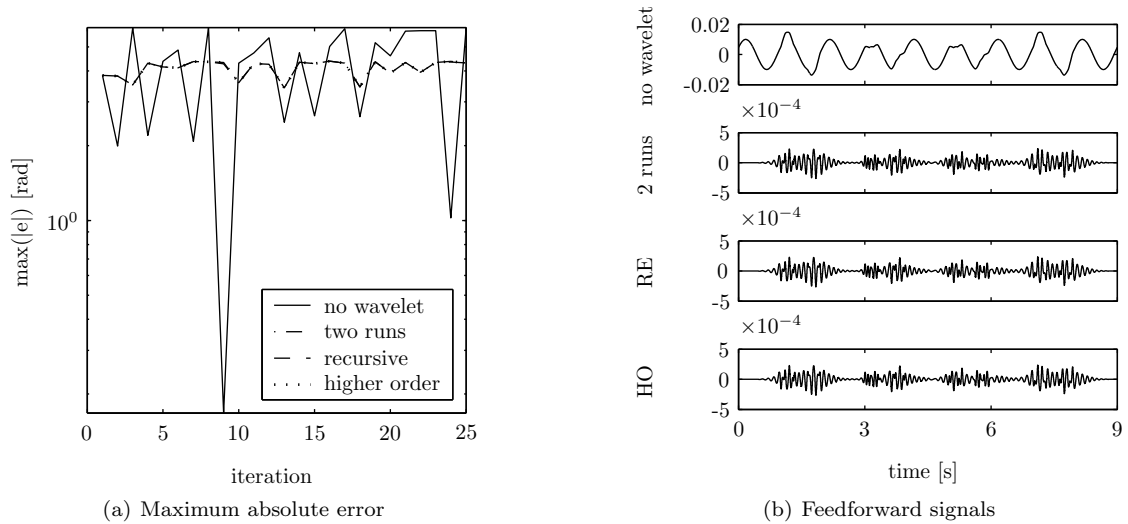 max(|e|) [rad]
10⁰
0 5 10 15 20 25
iteration
no wavelet
two runs
recursive
higher order
(a) Maximum absolute error
no wavelet
0.02
0
-0.02
×10⁻⁴
2 runs
5
0
-5
×10⁻⁴
RE
5
0
-5
×10⁻⁴
HO
5
0
-5
0 3 6 9
time [s]
(b) Feedforward signals